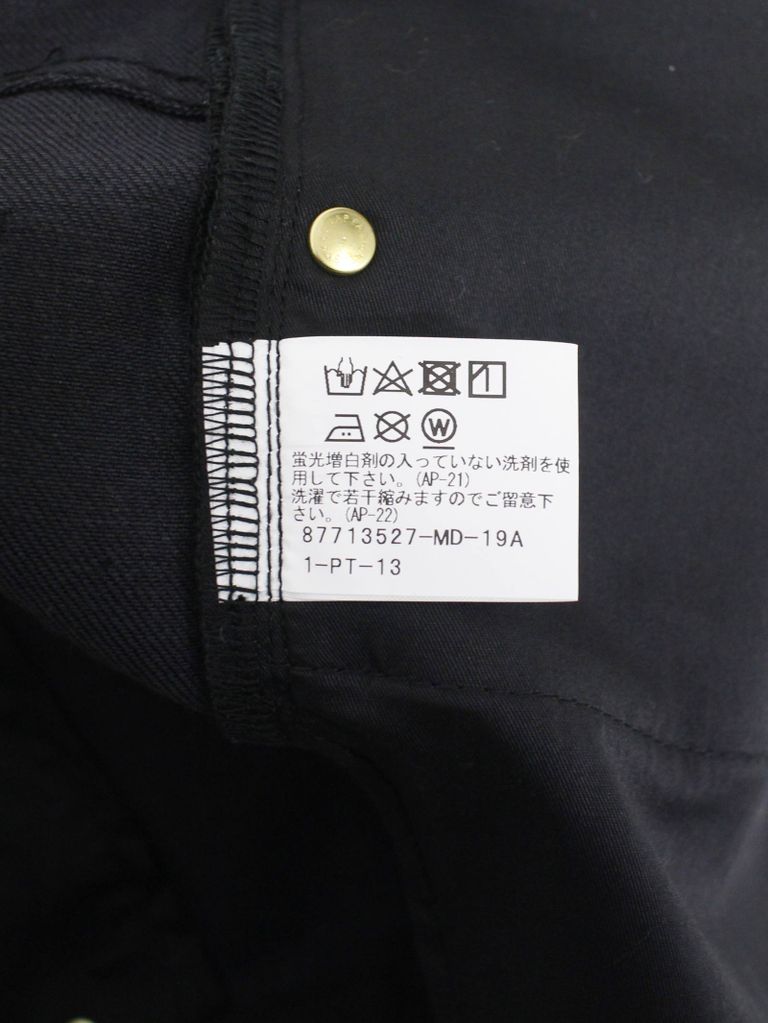 W
蛍光増白剤の入っていない洗剤を使
用して下さい。(AP-21)
洗濯で若干縮みますのでご留意下
さい。(AP-22)
87713527-MD-19A
1-PT-13